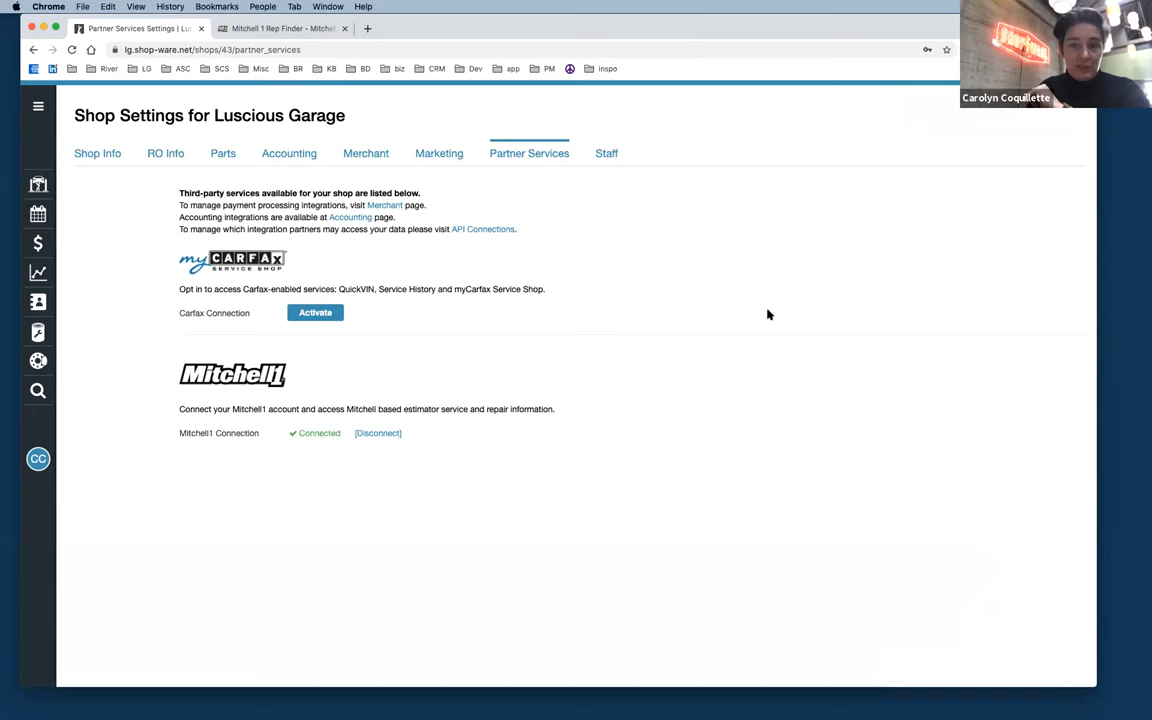 Chrome File Edit View History Bookmarks People Tab Window Help
Partner Services Settings | Lus
Mitchell 1 Rep Finder - Mitchel
lg.shop-ware.net/shops/43/partner_services
River LG ASC SCS Misc BR KB BD biz CRM Dev app PM inspo
Carolyn Coquillette
Shop Settings for Luscious Garage
Shop Info RO Info Parts Accounting Merchant Marketing Partner Services Staff
Third-party services available for your shop are listed below.
To manage payment processing integrations, visit Merchant page.
Accounting integrations are available at Accounting page.
To manage which integration partners may access your data please visit API Connections.
my CARFAX
SERVICE SHOP
Opt in to access Carfax-enabled services: QuickVIN, Service History and myCarfax Service Shop.
Carfax Connection Activate
Mitchell1
Connect your Mitchell1 account and access Mitchell based estimator service and repair information.
Mitchell1 Connection Connected [Disconnect]
CC